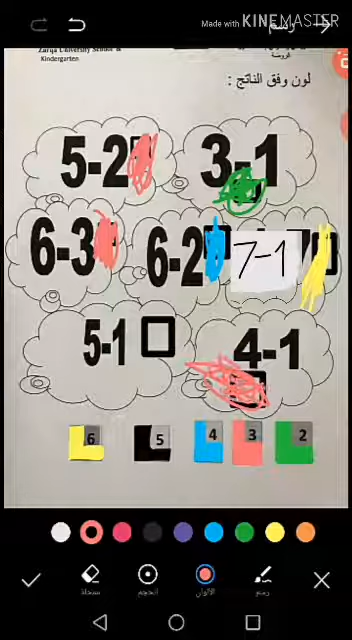 Made with KINEMASTER
رسم
Zarqa University School &
Kindergarten
لون وفق الناتج :
5-2
3-1
6-3
6-2
7-1
5-1
4-1
6
5
4
3
2
ممحاة
الحجم
الألوان
رسم